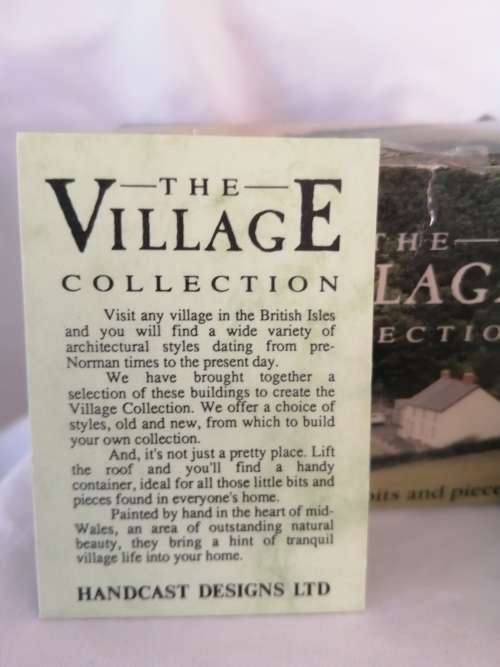 THE
VILLAGE
COLLECTION
Visit any village in the British Isles
and you will find a wide variety of
architectural styles dating from pre-
Norman times to the present day.
We have brought together a
selection of these buildings to create the
Village Collection. We offer a choice of
styles, old and new, from which to build
your own collection.
And, it's not just a pretty place. Lift
the roof and you'll find a handy
container, ideal for all those little bits and
pieces found in everyone's home.
Painted by hand in the heart of mid-
Wales, an area of outstanding natural
beauty, they bring a hint of tranquil
village life into your home.
HANDCAST DESIGNS LTD
THE
LAG
ECTIO
bits and piece